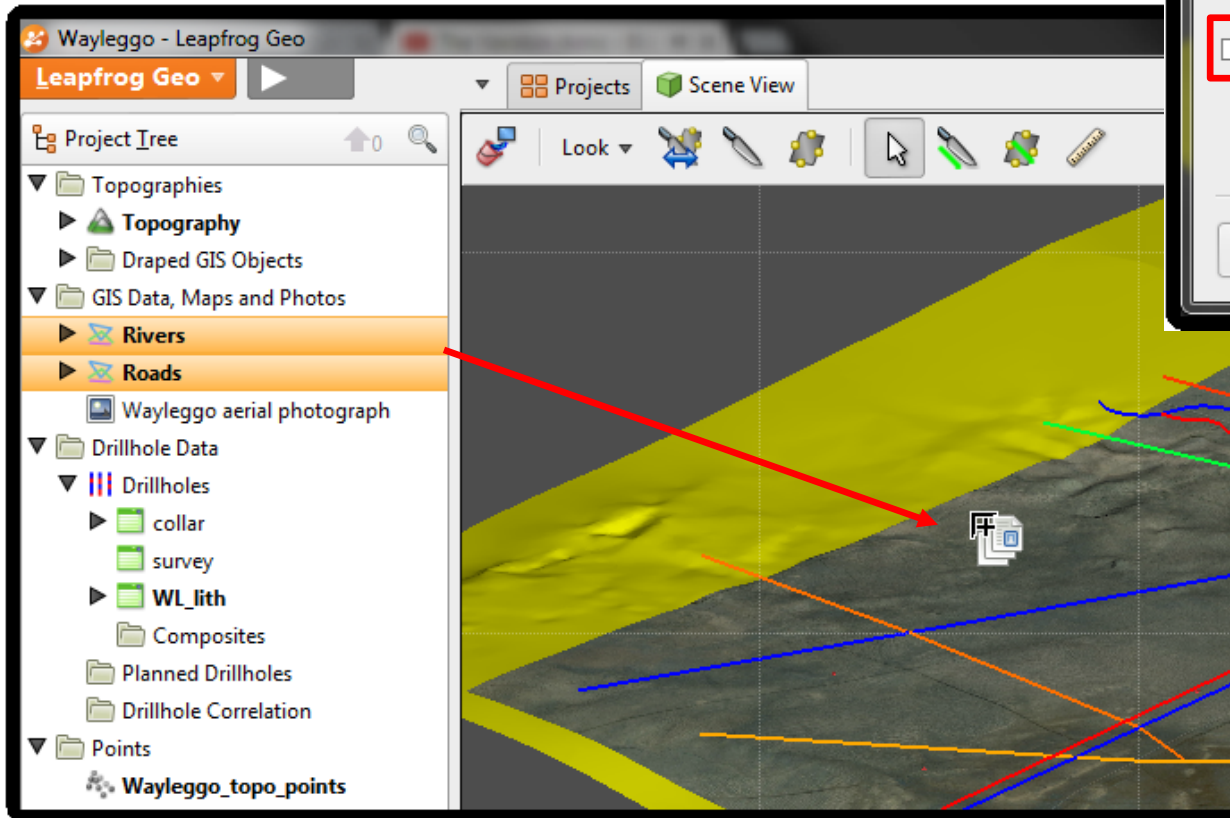 Wayleggo - Leapfrog Geo
Leapfrog Geo
Projects
Scene View
Project Tree
0
Look
Topographies
Topography
Draped GIS Objects
GIS Data, Maps and Photos
Rivers
Roads
Wayleggo aerial photograph
Drillhole Data
Drillholes
collar
survey
WL_lith
Composites
Planned Drillholes
Drillhole Correlation
Points
Wayleggo_topo_points